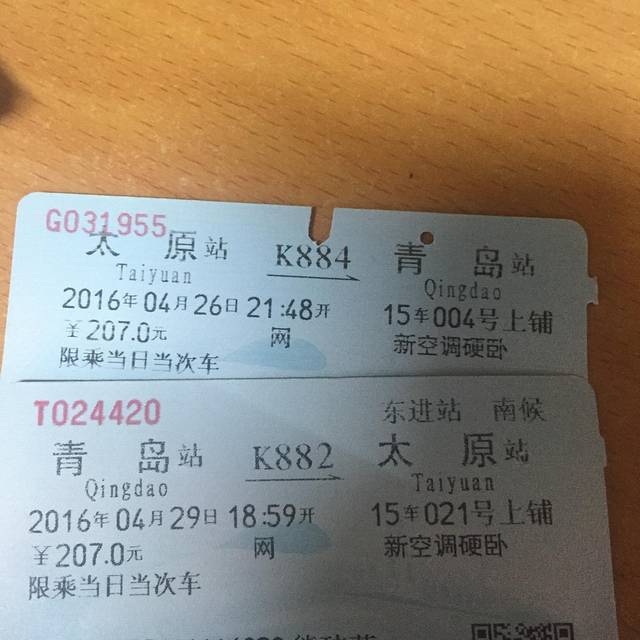 G031955
太原站 K884 青岛站
Taiyuan Qingdao
2016年04月26日21:48开 15车004号上铺
￥207.0元 网 新空调硬卧
限乘当日当次车
T024420 东进站 南候
青岛站 K882 太原站
Qingdao Taiyuan
2016年04月29日18:59开 15车021号上铺
￥207.0元 网 新空调硬卧
限乘当日当次车